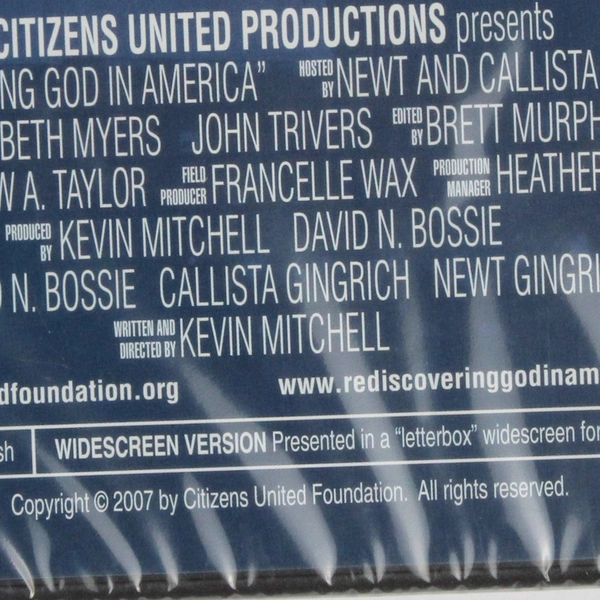 CITIZENS UNITED PRODUCTIONS presents
NG GOD IN AMERICA” HOSTED BY NEWT AND CALLISTA
BETH MYERS JOHN TRIVERS EDITED BY BRETT MURPH
W A. TAYLOR FIELD PRODUCER FRANCELLE WAX PRODUCTION MANAGER HEATHER
PRODUCED BY KEVIN MITCHELL DAVID N. BOSSIE
N. BOSSIE CALLISTA GINGRICH NEWT GINGRI
WRITTEN AND DIRECTED BY KEVIN MITCHELL
dfoundation.org www.rediscoveringgodinam
sh WIDESCREEN VERSION Presented in a “letterbox” widescreen for
Copyright © 2007 by Citizens United Foundation. All rights reserved.